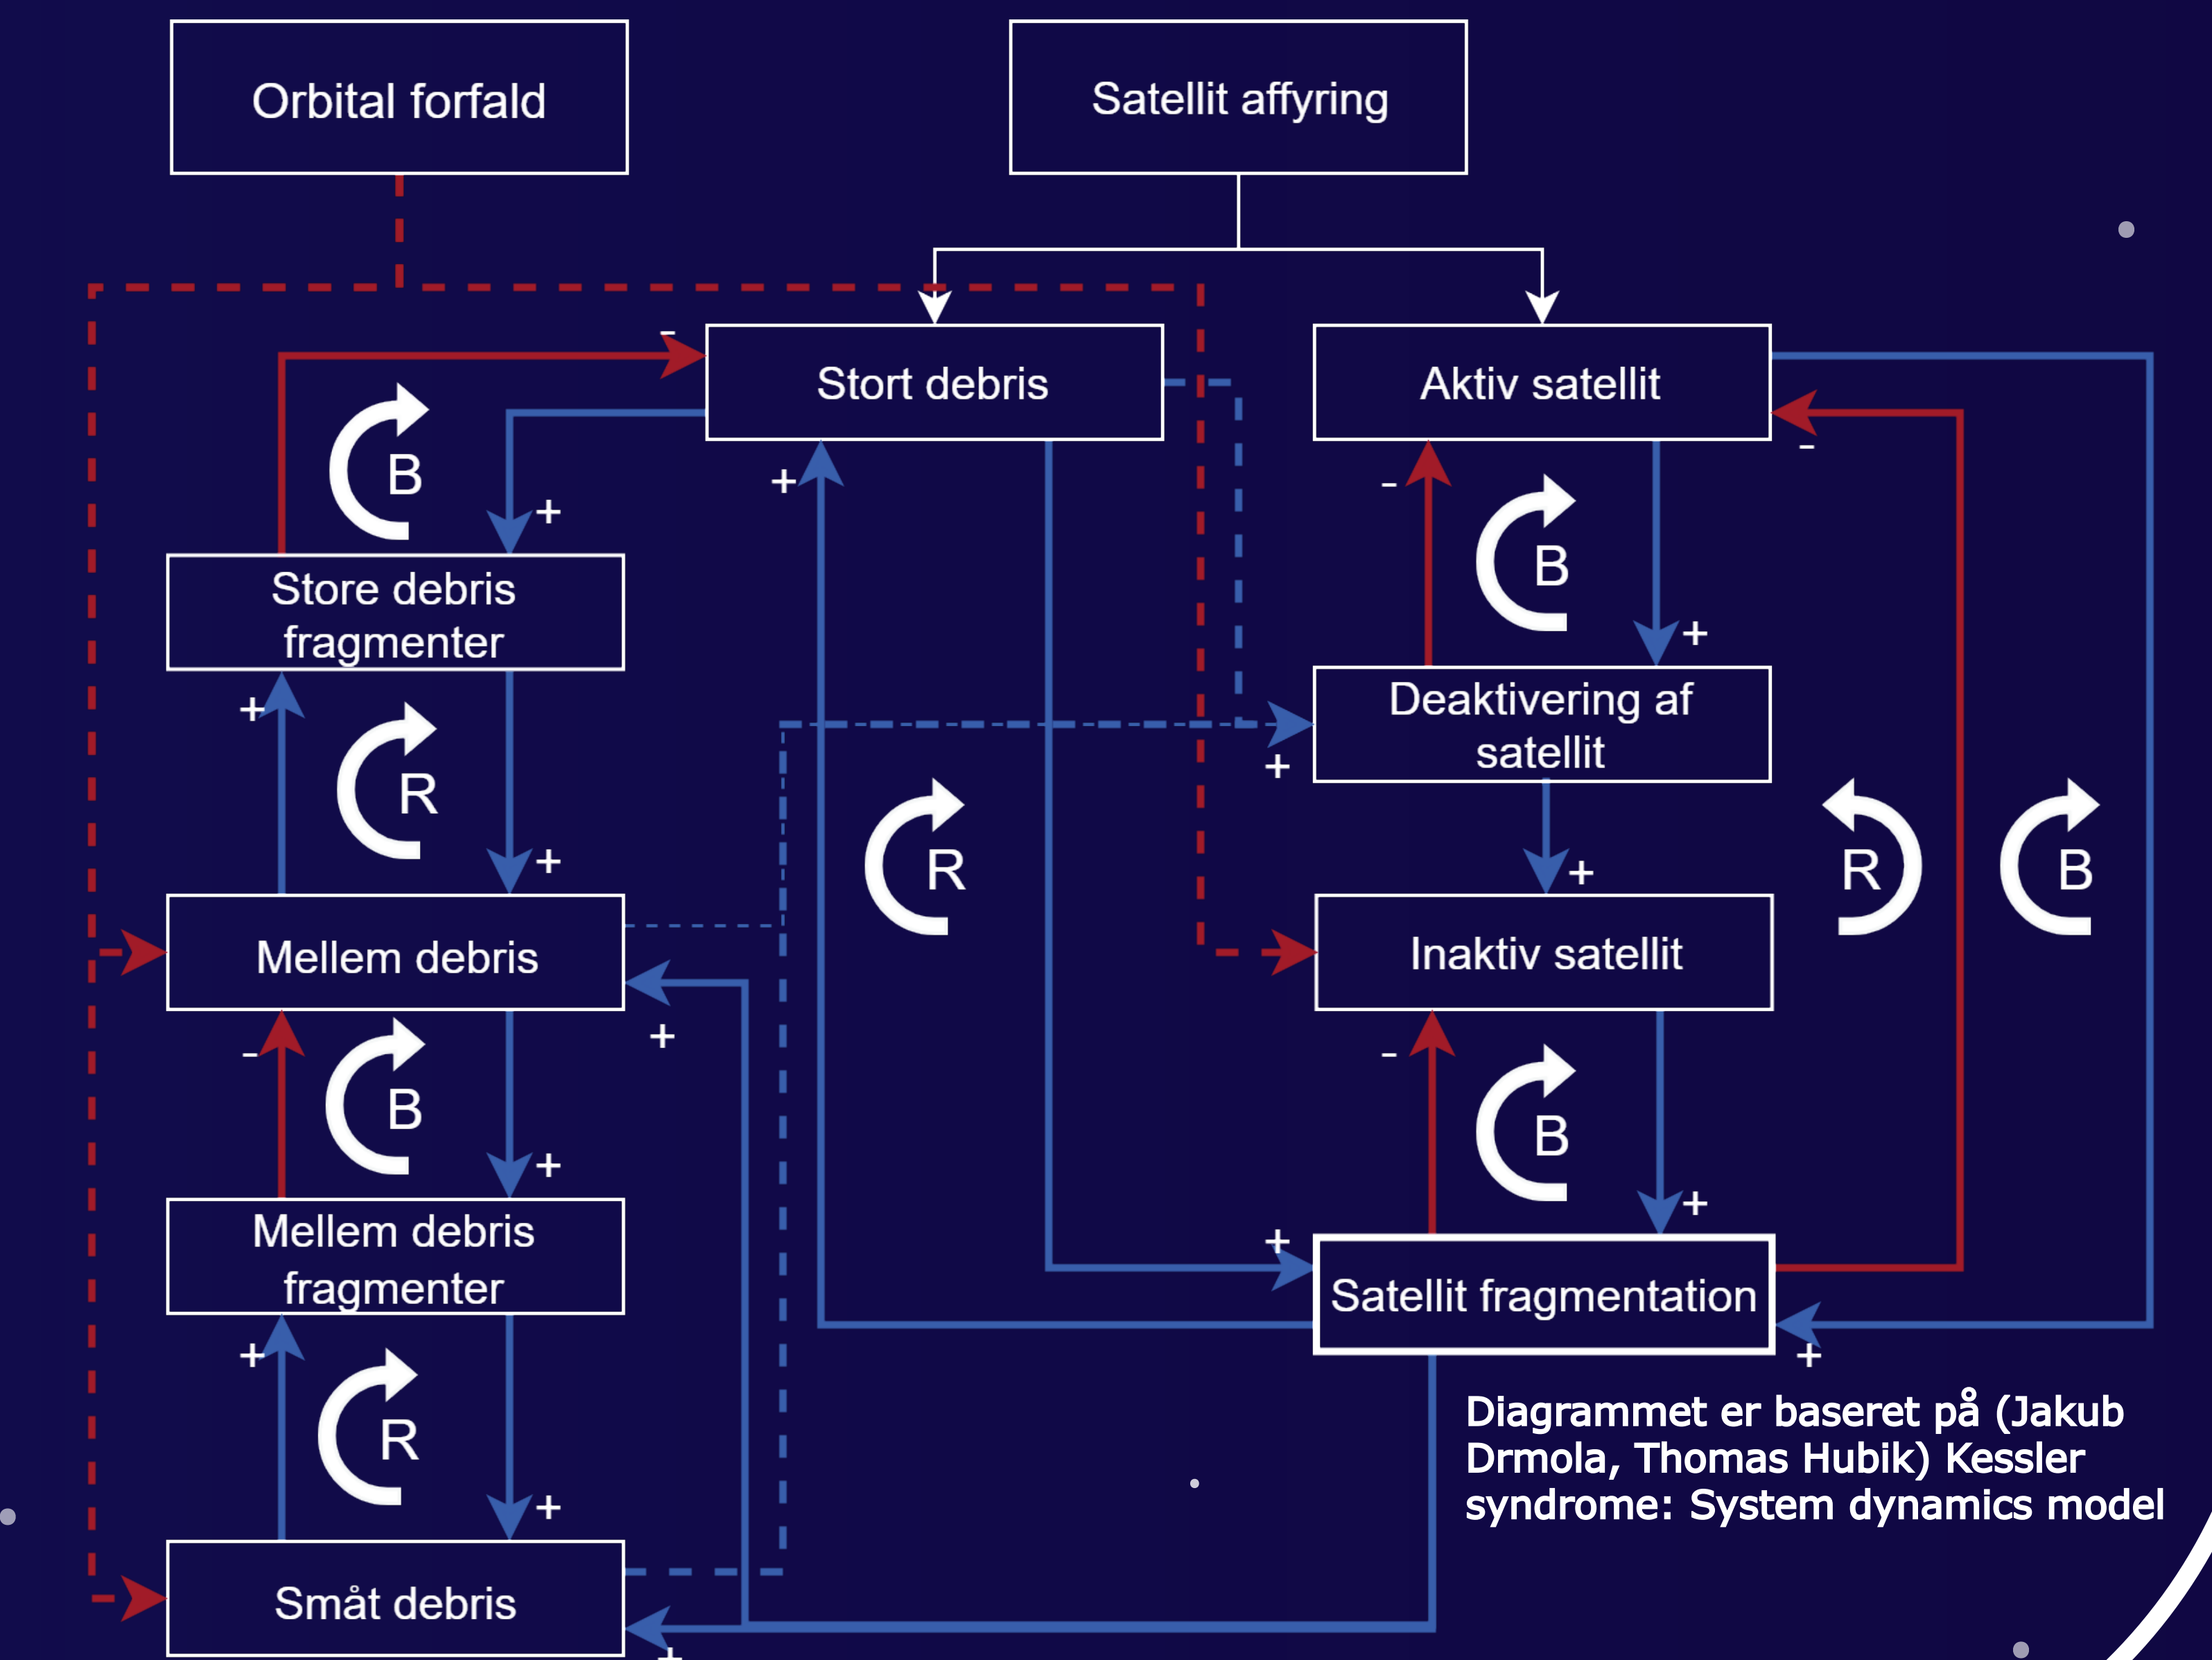 Orbital forfald
Satellit affyring
-
Stort debris
Aktiv satellit
-
B
+
+
-
B
Store debris
fragmenter
+
+
Deaktivering af
satellit
R
+
+
R
+
R
B
Mellem debris
Inaktiv satellit
+
-
-
B
B
+
+
Mellem debris
fragmenter
+
Satellit fragmentation
+
+
R
+
Småt debris
+
Diagrammet er baseret på (Jakub
Drmola, Thomas Hubik) Kessler
syndrome: System dynamics model